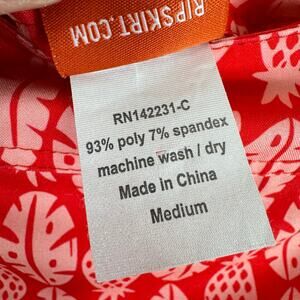 RIPSKIRT.COM
RN142231-C
93% poly 7% spandex
machine wash / dry
Made in China
Medium